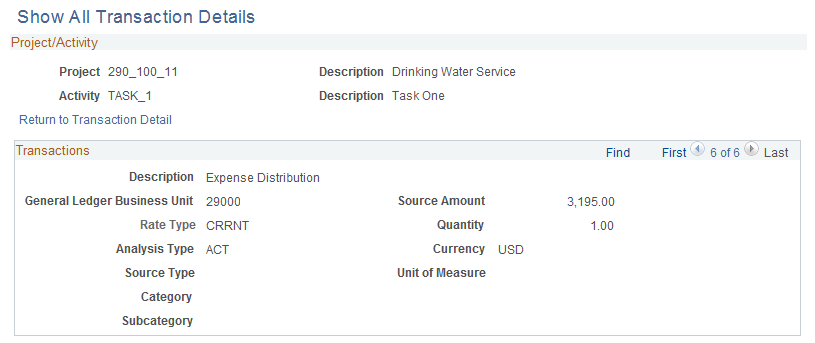 Show All Transaction Details
Project/Activity
Project 290_100_11 Description Drinking Water Service
Activity TASK_1 Description Task One
Return to Transaction Detail
Transactions Find First 6 of 6 Last
Description Expense Distribution
General Ledger Business Unit 29000 Source Amount 3,195.00
Rate Type CRRNT Quantity 1.00
Analysis Type ACT Currency USD
Source Type Unit of Measure
Category
Subcategory